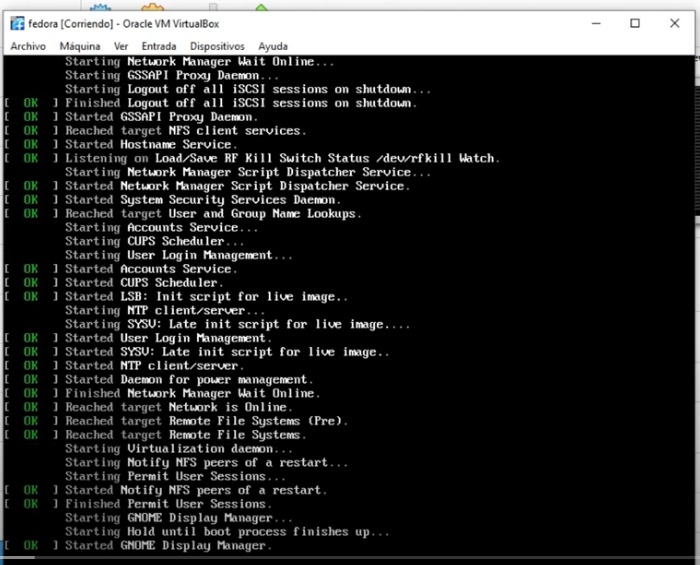 fedora [Corriendo] - Oracle VM VirtualBox
Archivo Máquina Ver Entrada Dispositivos Ayuda
Starting Network Manager Wait Online...
Starting GSSAPI Proxy Daemon...
Starting Logout off all iSCSI sessions on shutdown...
[ OK ] Finished Logout off all iSCSI sessions on shutdown.
[ OK ] Started GSSAPI Proxy Daemon.
[ OK ] Reached target NFS client services.
[ OK ] Started Hostname Service.
[ OK ] Listening on Load/Save RF Kill Switch Status /dev/rfkill Watch.
Starting Network Manager Script Dispatcher Service...
[ OK ] Started Network Manager Script Dispatcher Service.
[ OK ] Started System Security Services Daemon.
[ OK ] Reached target User and Group Name Lookups.
Starting Accounts Service...
Starting CUPS Scheduler...
Starting User Login Management...
[ OK ] Started Accounts Service.
[ OK ] Started CUPS Scheduler.
[ OK ] Started LSB: Init script for live image..
Starting NTP client/server...
Starting SYSV: Late init script for live image....
[ OK ] Started User Login Management.
[ OK ] Started SYSV: Late init script for live image..
[ OK ] Started NTP client/server.
[ OK ] Started Daemon for power management.
[ OK ] Finished Network Manager Wait Online.
[ OK ] Reached target Network is Online.
[ OK ] Reached target Remote File Systems (Pre).
[ OK ] Reached target Remote File Systems.
Starting Virtualization daemon...
Starting Notify NFS peers of a restart...
Starting Permit User Sessions...
[ OK ] Started Notify NFS peers of a restart.
[ OK ] Finished Permit User Sessions.
Starting GNOME Display Manager...
Starting Hold until boot process finishes up...
[ OK ] Started GNOME Display Manager.